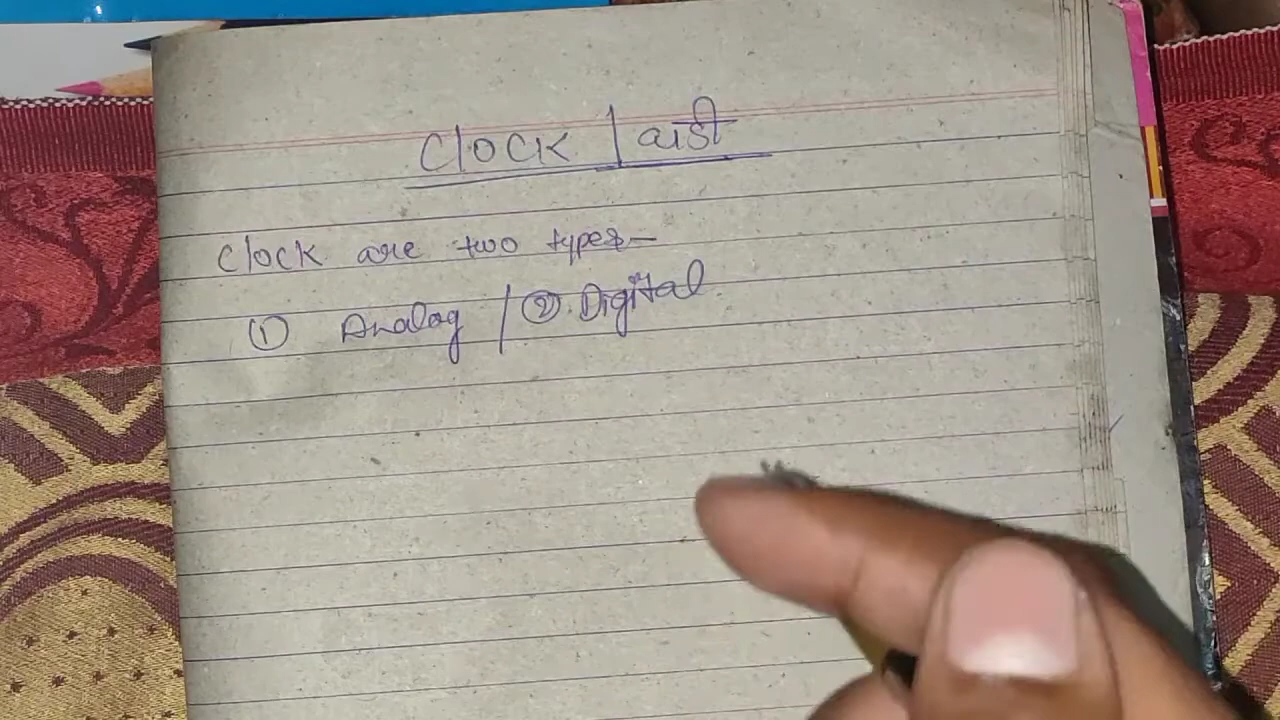 Clock | घडी
Clock are two types-
① Analog / ② Digital